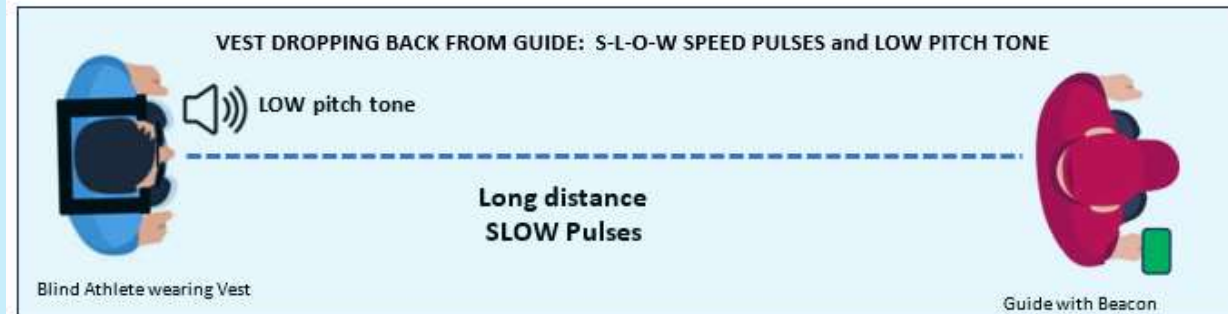 VEST DROPPING BACK FROM GUIDE: S-L-O-W SPEED PULSES and LOW PITCH TONE
LOW pitch tone
Long distance
SLOW Pulses
Blind Athlete wearing Vest
Guide with Beacon